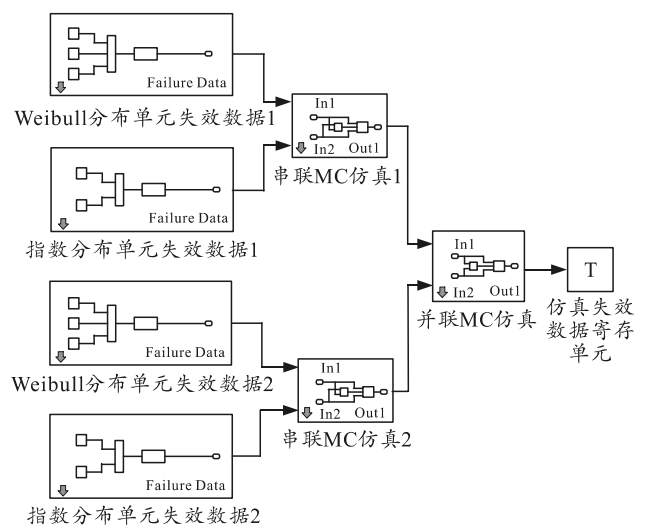 Failure Data
Weibull分布单元失效数据1
In1
In2 Out1
串联MC仿真1
Failure Data
指数分布单元失效数据1
In1
In2 Out1
并联MC仿真
T
仿真失效
数据寄存
单元
Failure Data
Weibull分布单元失效数据2
In1
In2 Out1
串联MC仿真2
Failure Data
指数分布单元失效数据2